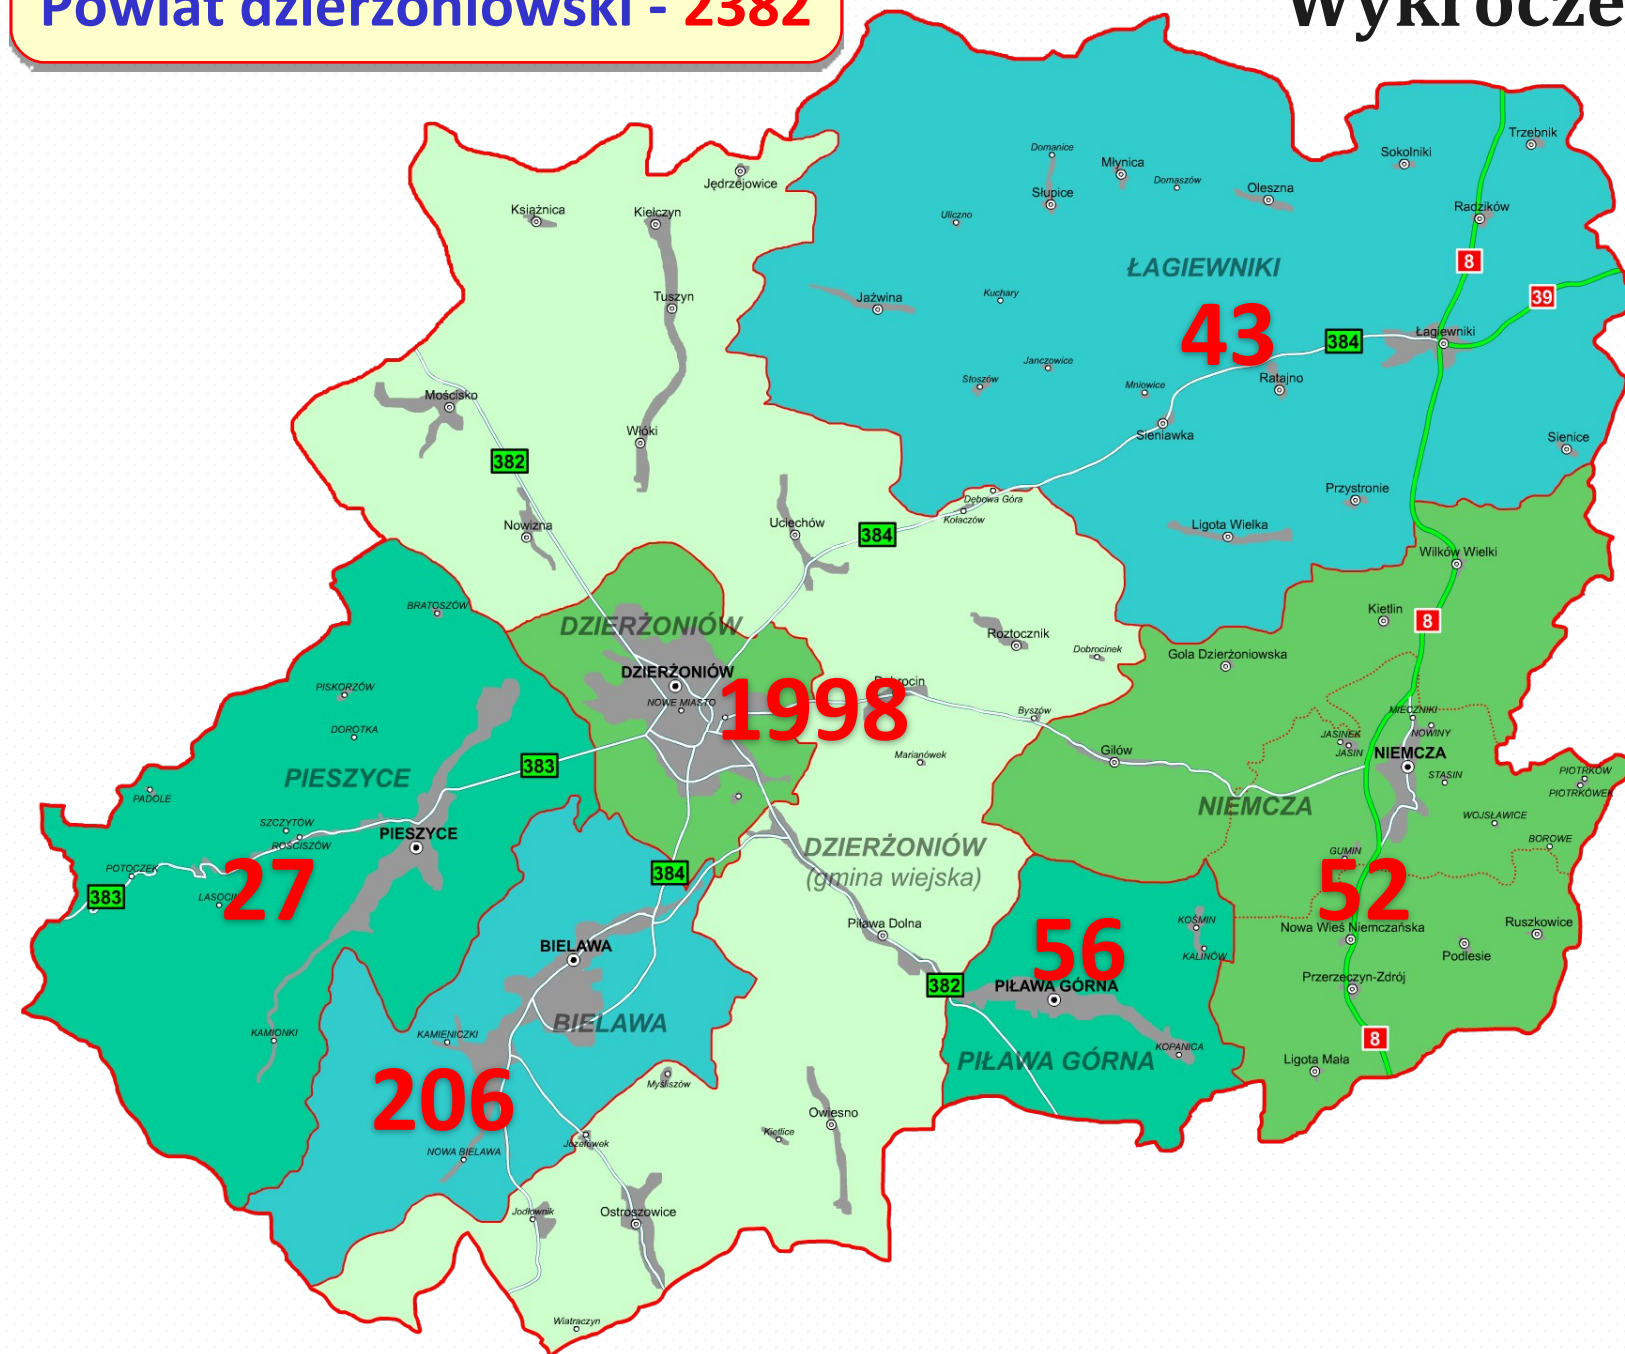 Powiat dzierżoniowski - 2382
Wykrocze
Trzebnik
Sokolniki
Domanice
Młynica
Domaszów
Oleszna
Słupice
Jędrzejowice
Książnica
Kiełczyn
Uliczno
Radzików
8
ŁAGIEWNIKI
39
Tuszyn
Jaźwina
Kuchary
43
384
Łagiewniki
Janczowice
Stoszów
Mniowice
Ratajno
Mościsko
Włóki
Sieniawka
Sienice
382
Przystronie
Dębowa Góra
Kołaczów
Nowizna
Uciechów
384
Ligota Wielka
Wilków Wielki
BRATOSZÓW
Kietlin
8
DZIERŻONIÓW
Roztocznik
Dobrocinek
Gola Dzierżoniowska
DZIERŻONIÓW
PISKORZÓW
NOWE MIASTO
1998
Dobrocin
Byszów
MIECZNIKI
DOROTKA
JASINEK
NOWINY
JASIN
NIEMCZA
383
Marianówek
Gilów
PIESZYCE
STASIN
PIOTRKÓW
PIOTRKÓWEK
PADOLE
NIEMCZA
WOJSŁAWICE
SZCZYTÓW
PIESZYCE
ROŚCISZÓW
DZIERŻONIÓW
(gmina wiejska)
BOROWE
GUMIN
POTOCZEK
27
384
383
LASOCIN
52
KOŚMIN
Piława Dolna
Nowa Wieś Niemczańska
Ruszkowice
BIELAWA
56
KALINÓW
Podlesie
382
PIŁAWA GÓRNA
Przerzeczyn-Zdrój
BIELAWA
KAMIONKI
KAMIENICZKI
8
KOPANICA
PIŁAWA GÓRNA
Ligota Mała
Myśliszów
206
Owiesno
Kietlice
Józefówek
NOWA BIELAWA
Jodłownik
Ostroszowice
Wiatraczyn